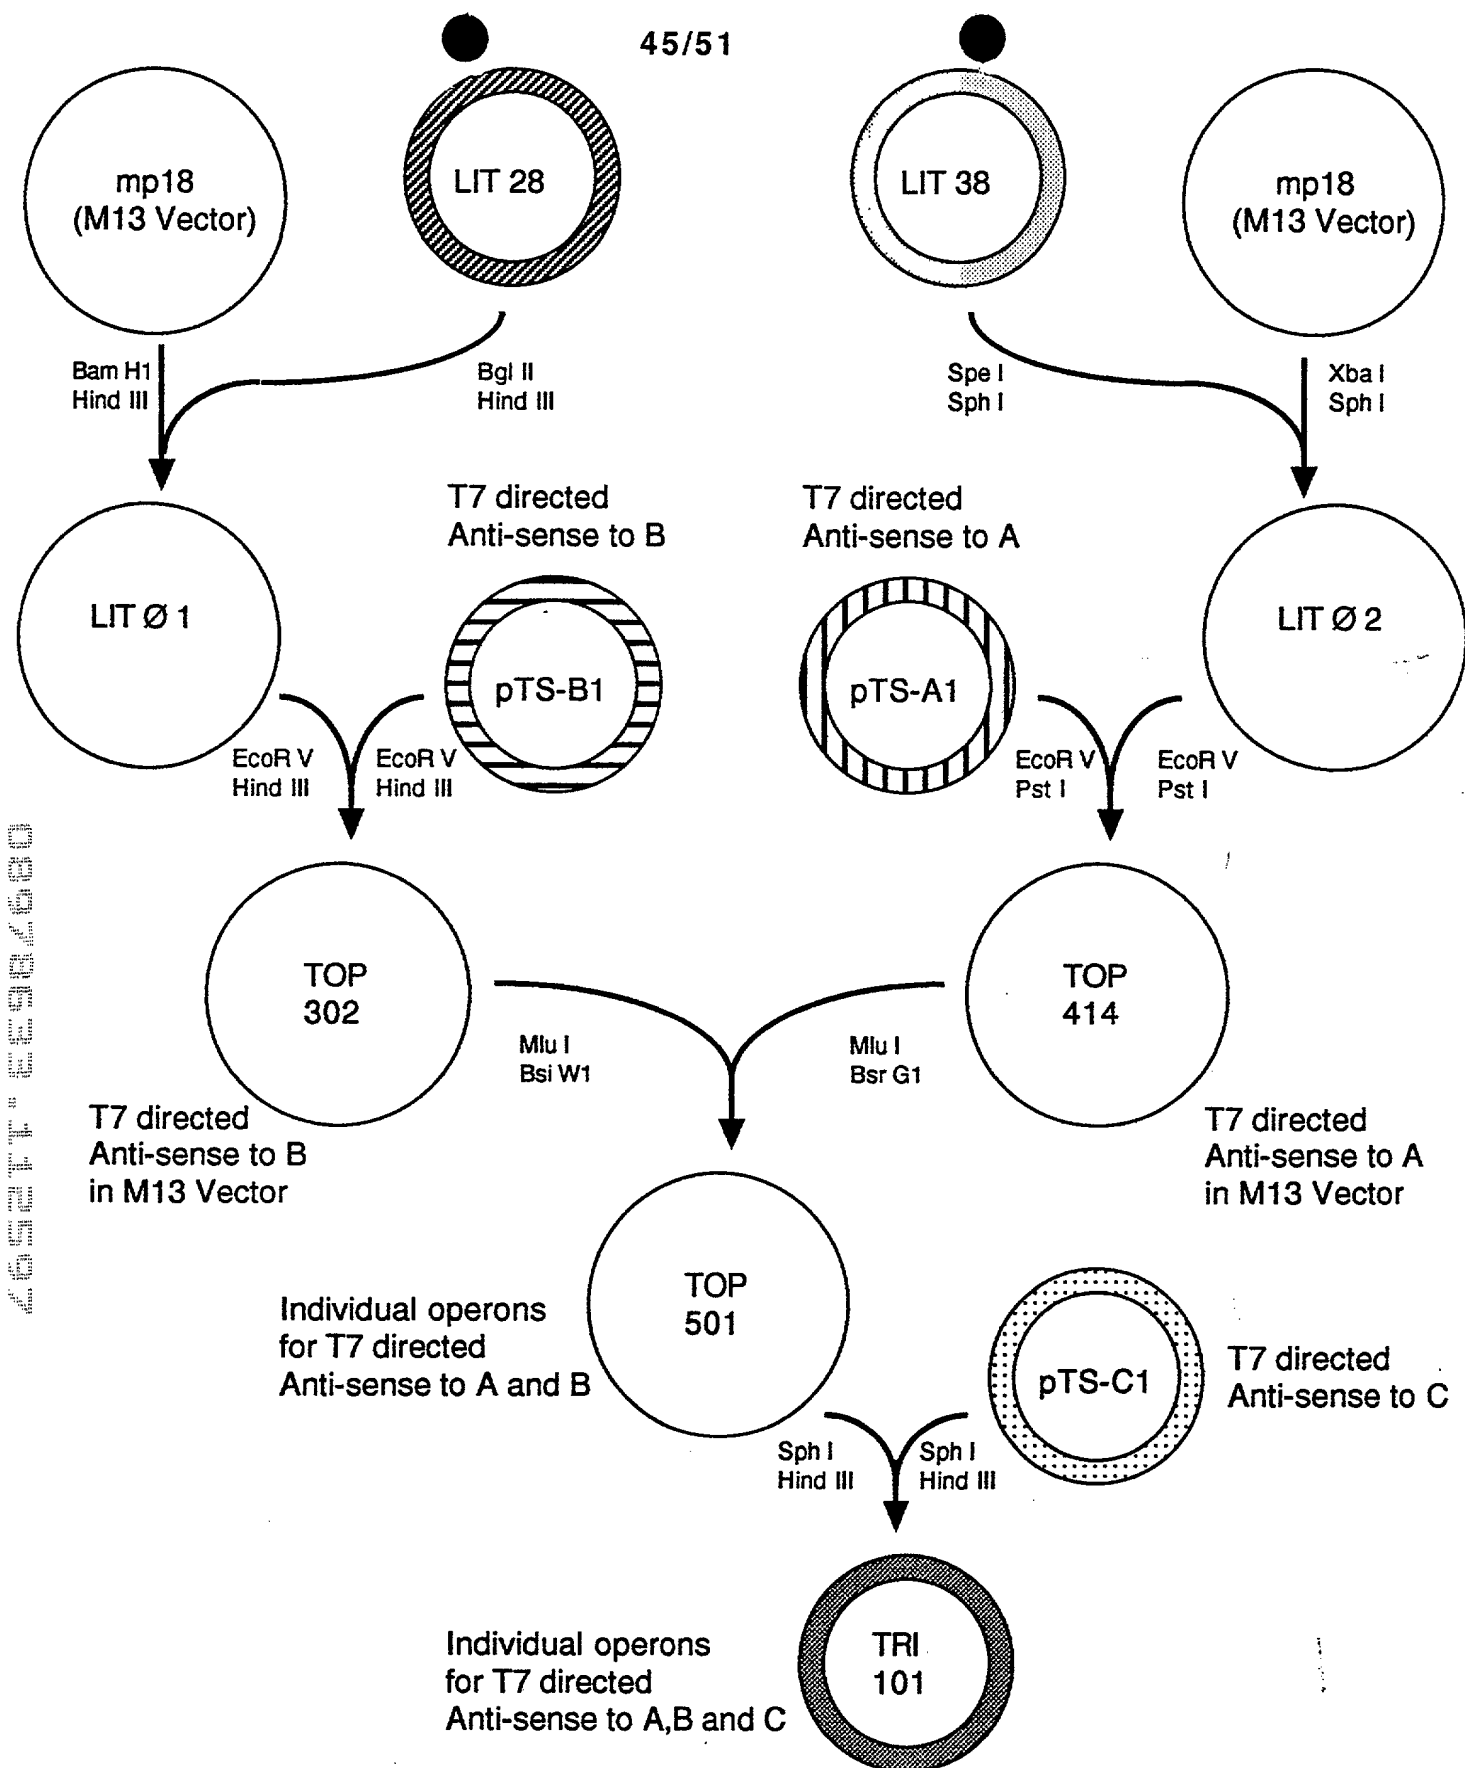 45/51
mp18
(M13 Vector)
LIT 28
LIT 38
mp18
(M13 Vector)
Bam H1
Hind III
Bgl II
Hind III
Spe I
Sph I
Xba I
Sph I
T7 directed
Anti-sense to B
T7 directed
Anti-sense to A
LIT Ø 1
pTS-B1
pTS-A1
LIT Ø 2
EcoR V
Hind III
EcoR V
Hind III
EcoR V
Pst I
EcoR V
Pst I
TOP
302
TOP
414
Mlu I
Bsi W1
Mlu I
Bsr G1
T7 directed
Anti-sense to B
in M13 Vector
T7 directed
Anti-sense to A
in M13 Vector
TOP
501
Individual operons
for T7 directed
Anti-sense to A and B
pTS-C1
T7 directed
Anti-sense to C
Sph I
Hind III
Sph I
Hind III
TRI
101
Individual operons
for T7 directed
Anti-sense to A,B and C
08978633.112597